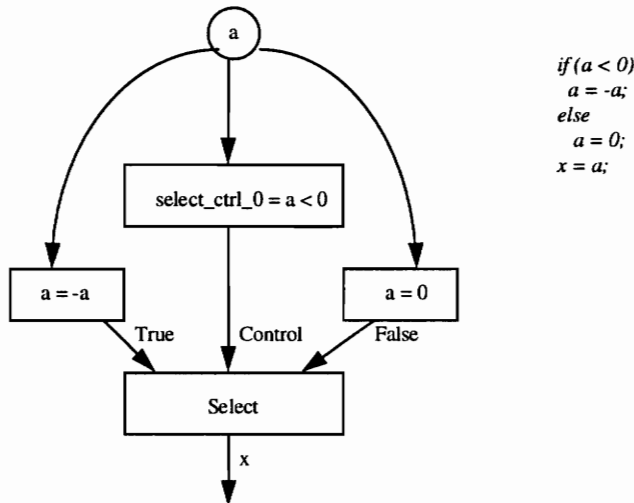 a
if (a < 0)
a = -a;
else
a = 0;
x = a;
select_ctrl_0 = a < 0
a = -a
a = 0
True
Control
False
Select
x